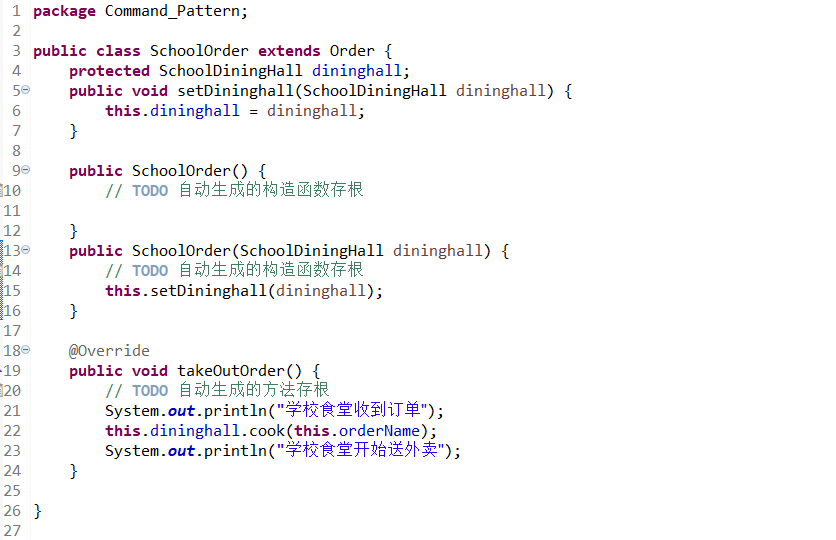 1 package Command_Pattern;
2
3 public class SchoolOrder extends Order {
4     protected SchoolDiningHall dininghall;
5     public void setDininghall(SchoolDiningHall dininghall) {
6         this.dininghall = dininghall;
7     }
8
9     public SchoolOrder() {
10         // TODO 自动生成的构造函数存根
11
12     }
13     public SchoolOrder(SchoolDiningHall dininghall) {
14         // TODO 自动生成的构造函数存根
15         this.setDininghall(dininghall);
16     }
17
18     @Override
19     public void takeOutOrder() {
20         // TODO 自动生成的方法存根
21         System.out.println("学校食堂收到订单");
22         this.dininghall.cook(this.orderName);
23         System.out.println("学校食堂开始送外卖");
24     }
25
26 }
27